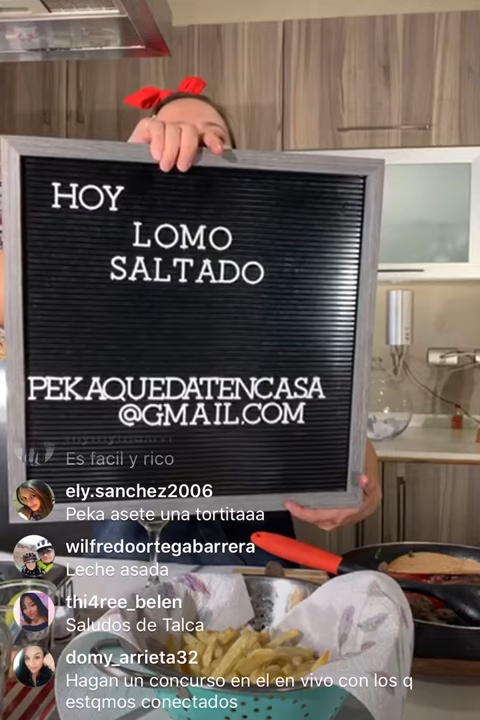 HOY
LOMO
SALTADO
PEKAQUEDATENCASA
@GMAIL.COM
Es facil y rico
ely.sanchez2006
Peka asete una tortitaaa
wilfredoortegabarrera
Leche asada
thi4ree_belen
Saludos de Talca
domy_arrieta32
Hagan un concurso en el en vivo con los q
estqmos conectados